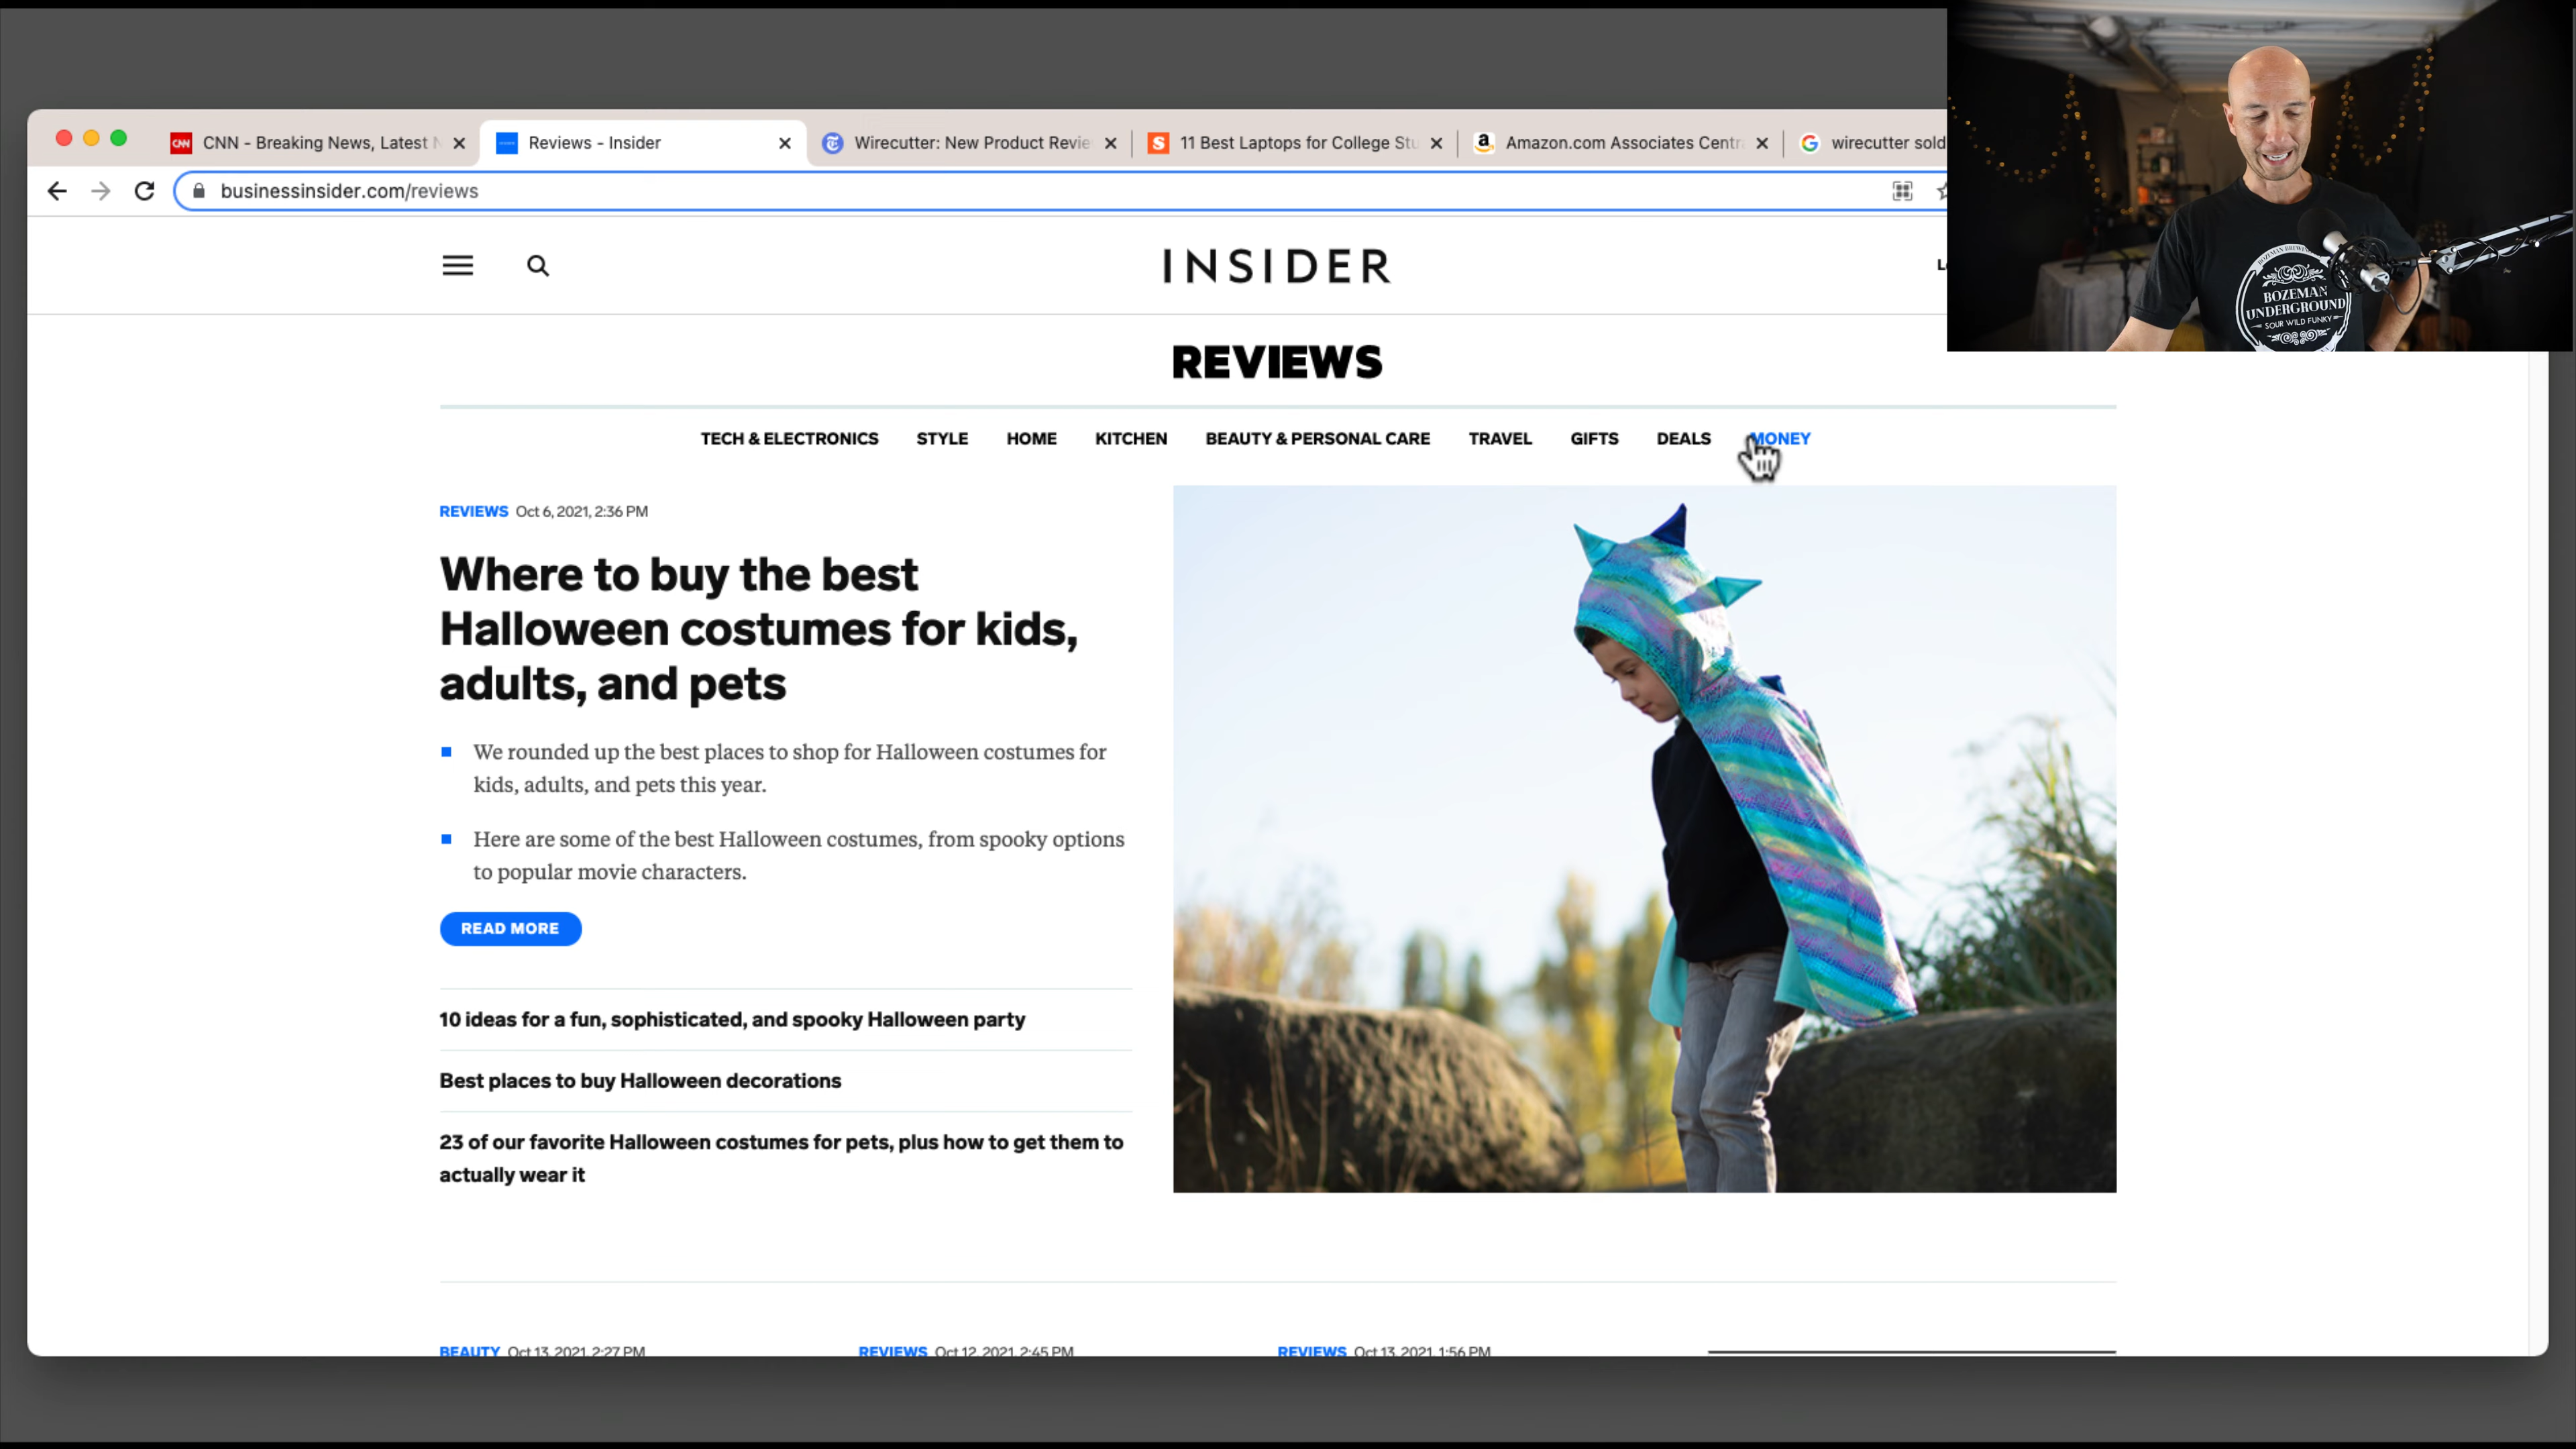 CNN - Breaking News, Latest
Reviews - Insider
Wirecutter: New Product Revie
11 Best Laptops for College Stu
Amazon.com Associates Centr
wirecutter sold
businessinsider.com/reviews
INSIDER
REVIEWS
TECH & ELECTRONICS STYLE HOME KITCHEN BEAUTY & PERSONAL CARE TRAVEL GIFTS DEALS MONEY
REVIEWS Oct 6, 2021, 2:36 PM
Where to buy the best
Halloween costumes for kids,
adults, and pets
We rounded up the best places to shop for Halloween costumes for
kids, adults, and pets this year.
Here are some of the best Halloween costumes, from spooky options
to popular movie characters.
READ MORE
10 ideas for a fun, sophisticated, and spooky Halloween party
Best places to buy Halloween decorations
23 of our favorite Halloween costumes for pets, plus how to get them to
actually wear it
BEAUTY Oct 13, 2021, 2:27 PM
REVIEWS Oct 12, 2021, 2:45 PM
REVIEWS Oct 13, 2021, 1:56 PM
BOZEMAN
UNDERGROUND
SOUR WILD FUNKY